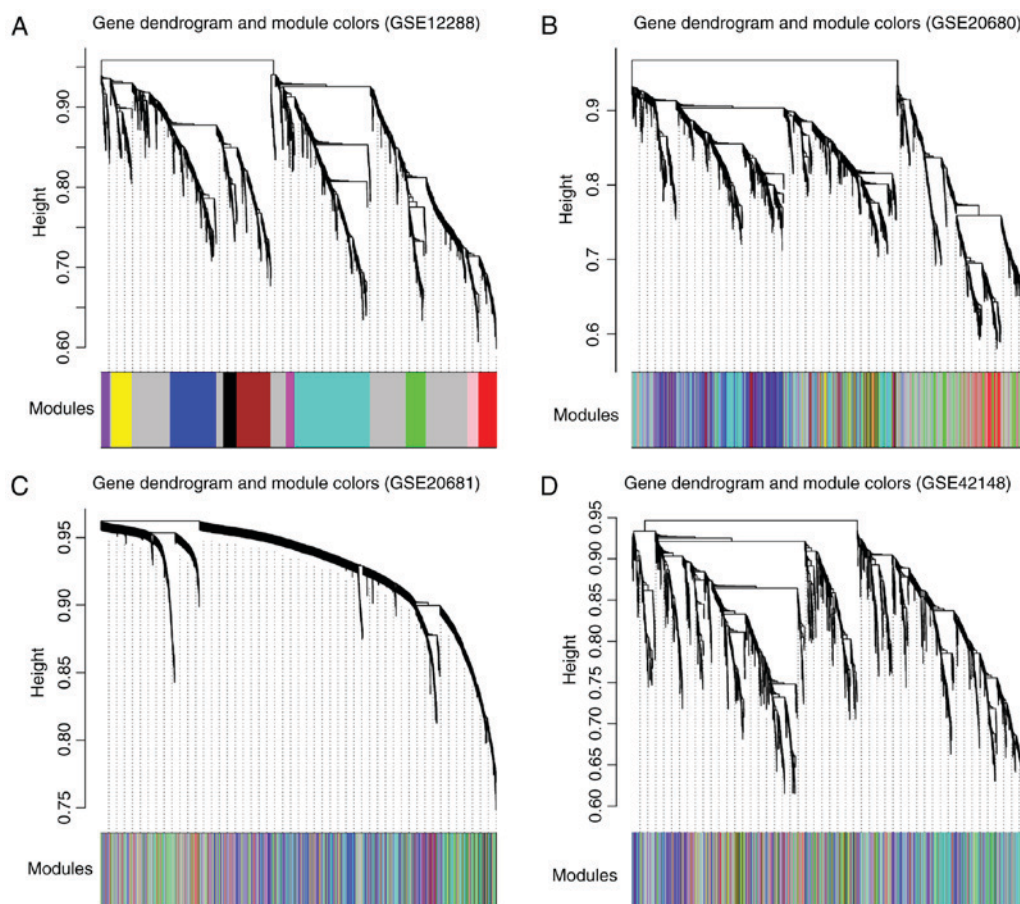 A
Gene dendrogram and module colors (GSE12288)
Height
0.90
0.80
0.70
0.60
Modules
B
Gene dendrogram and module colors (GSE20680)
Height
0.9
0.8
0.7
0.6
Modules
C
Gene dendrogram and module colors (GSE20681)
Height
0.95
0.90
0.85
0.80
0.75
Modules
D
Gene dendrogram and module colors (GSE42148)
Height
0.95
0.90
0.85
0.80
0.75
0.70
0.65
0.60
Modules